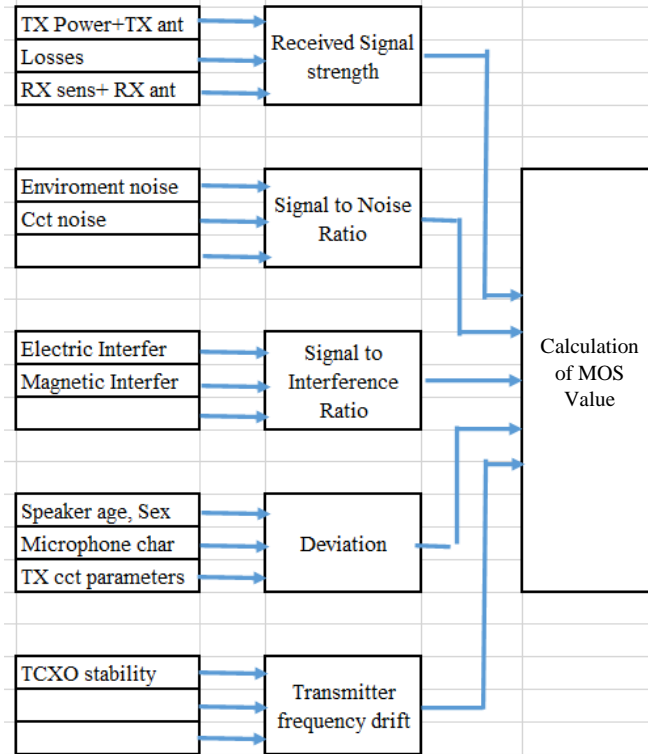 TX Power+TX ant
Losses
RX sens+ RX ant
Received Signal
strength
Enviroment noise
Cct noise
Signal to Noise
Ratio
Electric Interfer
Magnetic Interfer
Signal to
Interference
Ratio
Calculation
of MOS
Value
Speaker age, Sex
Microphone char
TX cct parameters
Deviation
TCXO stability
Transmitter
frequency drift